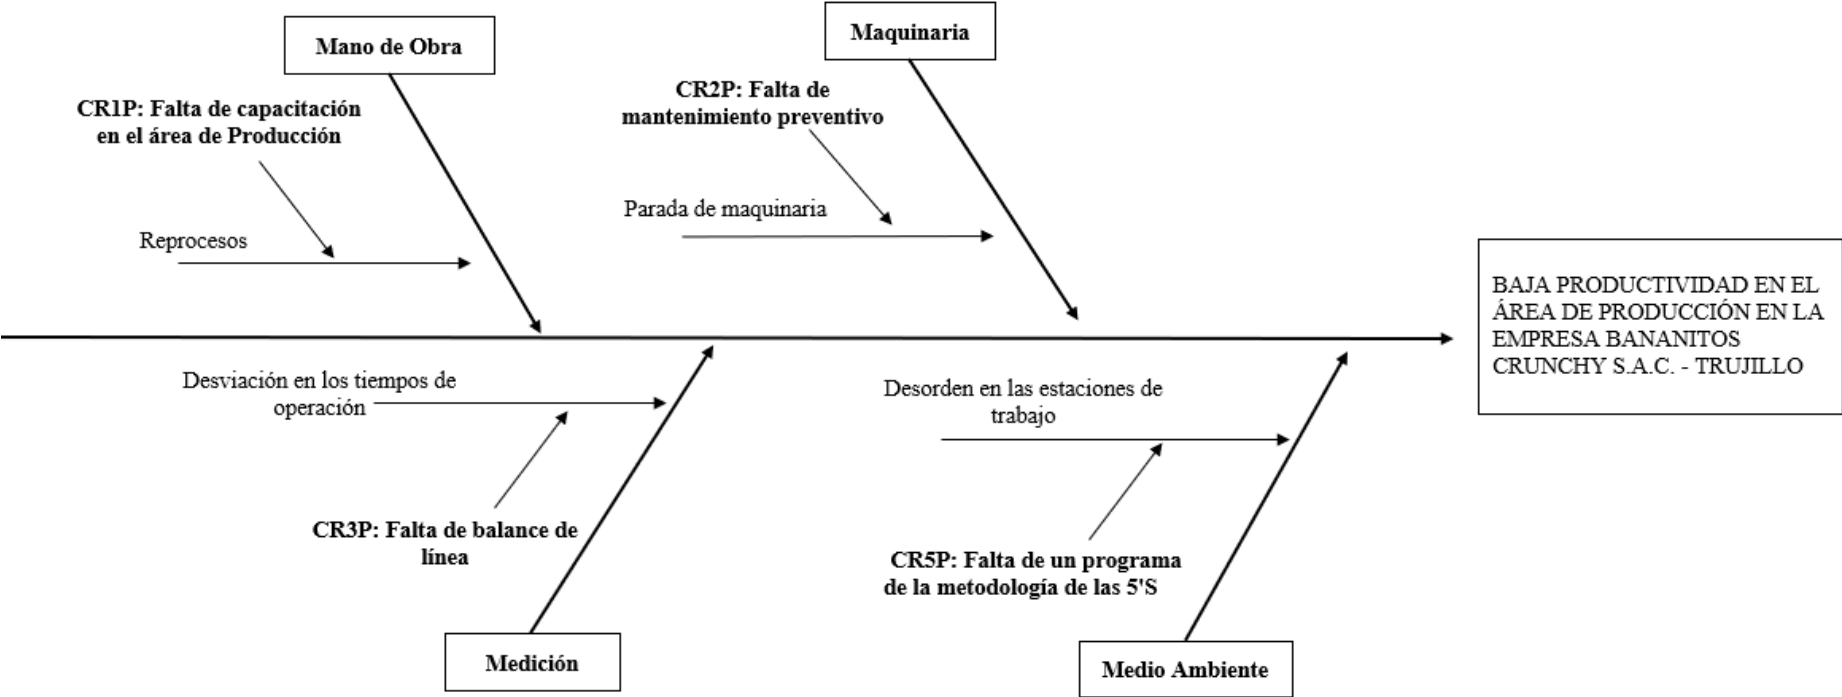 Mano de Obra
Maquinaria
CR1P: Falta de capacitación
en el área de Producción
CR2P: Falta de
mantenimiento preventivo
Reprocesos
Parada de maquinaria
BAJA PRODUCTIVIDAD EN EL
ÁREA DE PRODUCCIÓN EN LA
EMPRESA BANANITOS
CRUNCHY S.A.C. - TRUJILLO
Desviación en los tiempos de
operación
Desorden en las estaciones de
trabajo
CR3P: Falta de balance de
línea
CR5P: Falta de un programa
de la metodología de las 5'S
Medición
Medio Ambiente